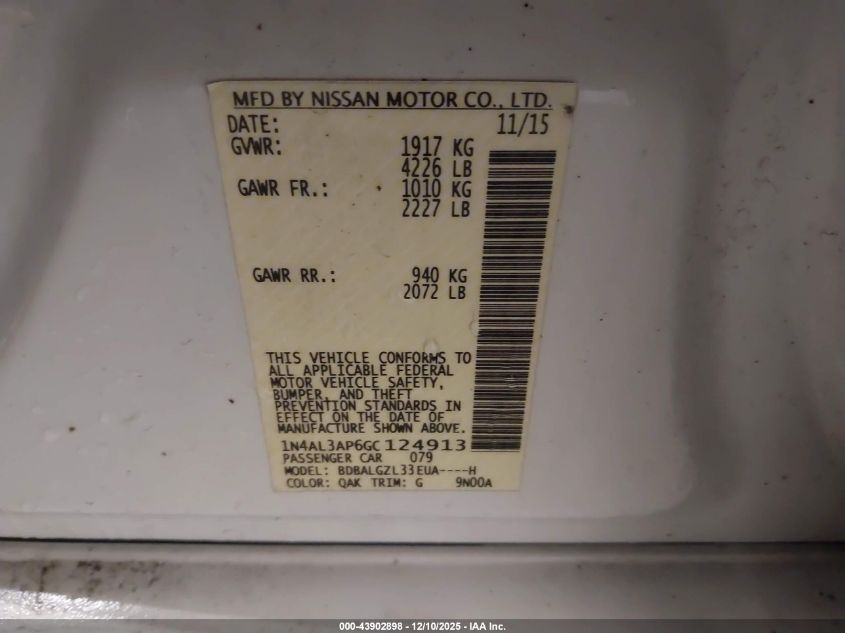 MFD BY NISSAN MOTOR CO., LTD.
DATE: 11/15
GVWR: 1917 KG
4226 LB
GAWR FR.: 1010 KG
2227 LB
GAWR RR.: 940 KG
2072 LB
THIS VEHICLE CONFORMS TO
ALL APPLICABLE FEDERAL
MOTOR VEHICLE SAFETY,
BUMPER, AND THEFT
PREVENTION STANDARDS IN
EFFECT ON THE DATE OF
MANUFACTURE SHOWN ABOVE.
1N4AL3AP6GC124913
PASSENGER CAR 079
MODEL: BDBALGZL33EUA----H
COLOR: QAK TRIM: G 9N00A
000-43902898 - 12/10/2025 - IAA Inc.